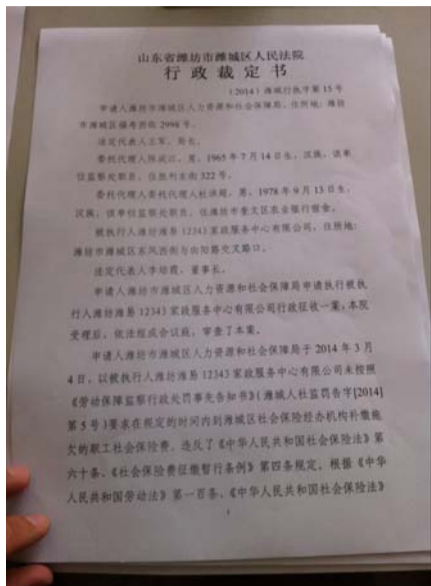 山东省潍坊市潍城区人民法院
行政裁定书
(2014)潍城行执字第15号
申请人潍坊市潍城区人力资源和社会保障局，住所地：潍坊
市潍城区福寿西街2998号。
法定代表人王军，局长。
委托代理人陈成江，男，1965年7月14日生，汉族，该单
位监察处职员，住胜利东街322号。
委托代理人委托代理人杜洪超，男，1978年9月13日生，
汉族，该单位监察处职员，住潍坊市奎文区农业银行宿舍。
被执行人潍坊潍易12343家政服务中心有限公司，住所地：
潍坊市潍城区东风西街与向阳路交叉路口。
法定代表人李培霞，董事长。
申请人潍坊市潍城区人力资源和社会保障局申请执行被执
行人潍坊潍易12343家政服务中心有限公司行政征收一案，本院
受理后，依法组成合议庭，审查了本案。
申请人潍坊市潍城区人力资源和社会保障局于2014年3月
4日，以被执行人潍坊潍易12343家政服务中心有限公司未按照
《劳动保障监察行政处罚事先告知书》（潍城人社监罚告字[2014]
第5号）要求在规定的时间内到潍城区社会保险经办机构补缴拖
欠的职工社会保险费，违反了《中华人民共和国社会保险法》第
六十条、《社会保险费征缴暂行条例》第四条规定，根据《中华
人民共和国劳动法》第一百条、《中华人民共和国社会保险法》
1